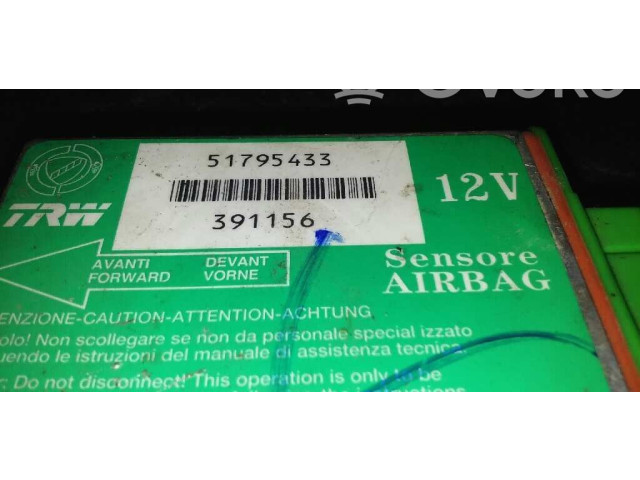 51795433
391156
12V
TRW
AVANTI
FORWARD
DEVANT
VORNE
Sensore
AIRBAG
ENZIONE-CAUTION-ATTENTION-ACHTUNG
olo! Non scollegare se non da personale special izzato
uendo le istruzioni del manuale di assistenza tecnica.
r: Do not disconnect! This operation is only to be